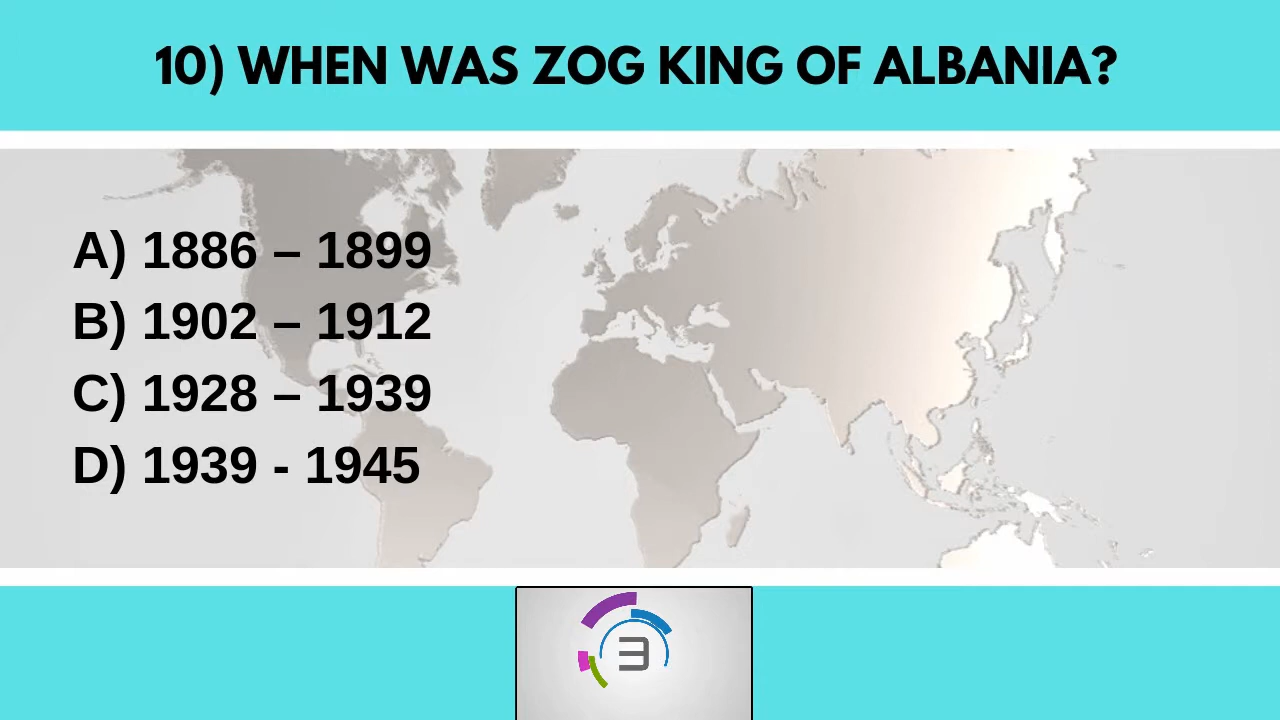 10) WHEN WAS ZOG KING OF ALBANIA?
A) 1886 – 1899
B) 1902 – 1912
C) 1928 – 1939
D) 1939 - 1945
3